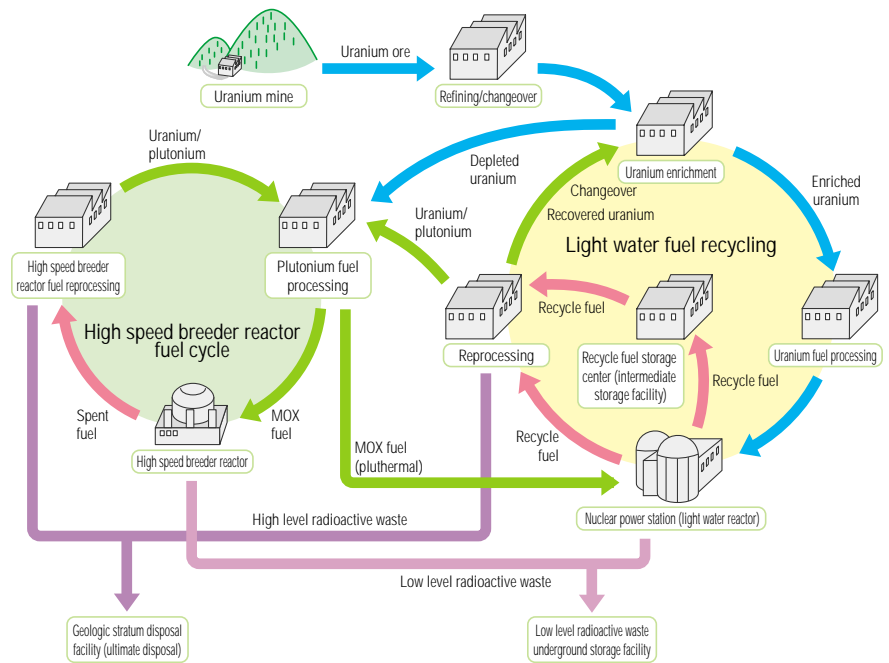 Uranium ore
Uranium mine
Refining/changeover
Uranium/
plutonium
Depleted
uranium
Uranium enrichment
Enriched
uranium
Changeover
Recovered uranium
Uranium/
plutonium
Light water fuel recycling
High speed breeder
reactor fuel reprocessing
Plutonium fuel
processing
Recycle fuel
High speed breeder reactor
fuel cycle
Reprocessing
Recycle fuel storage
center (intermediate
storage facility)
Uranium fuel processing
Recycle fuel
Spent
fuel
MOX
fuel
MOX fuel
(pluthermal)
Recycle
fuel
High speed breeder reactor
Nuclear power station (light water reactor)
High level radioactive waste
Low level radioactive waste
Geologic stratum disposal
facility (ultimate disposal)
Low level radioactive waste
underground storage facility